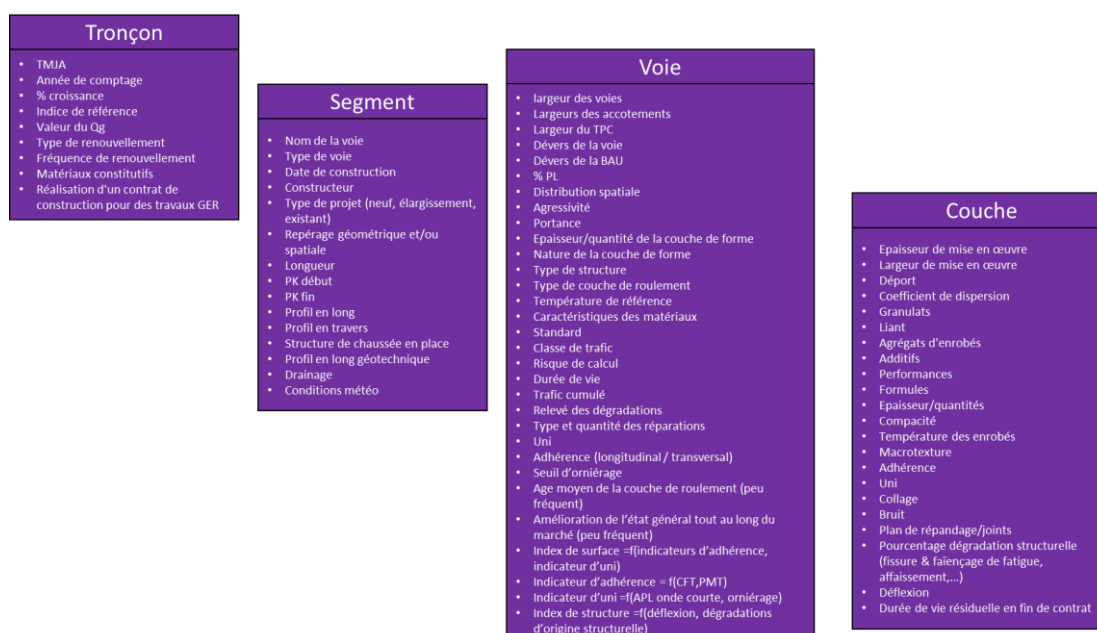 Tronçon
• TMJA
• Année de comptage
• % croissance
• Indice de référence
• Valeur du Qg
• Type de renouvellement
• Fréquence de renouvellement
• Matériaux constitutifs
• Réalisation d'un contrat de
construction pour des travaux GER
Segment
• Nom de la voie
• Type de voie
• Date de construction
• Constructeur
• Type de projet (neuf, élargissement,
existant)
• Repérage géométrique et/ou
spatiale
• Longueur
• PK début
• PK fin
• Profil en long
• Profil en travers
• Structure de chaussée en place
• Profil en long géotechnique
• Drainage
• Conditions météo
Voie
• largeur des voies
• Largeurs des accotements
• Largeur du TPC
• Dévers de la voie
• Dévers de la BAU
• % PL
• Distribution spatiale
• Agressivité
• Portance
• Epaisseur/quantité de la couche de forme
• Nature de la couche de forme
• Type de structure
• Type de couche de roulement
• Température de référence
• Caractéristiques des matériaux
• Standard
• Classe de trafic
• Risque de calcul
• Durée de vie
• Trafic cumulé
• Relevé des dégradations
• Type et quantité des réparations
• Uni
• Adhérence (longitudinal / transversal)
• Seuil d'orniérage
• Age moyen de la couche de roulement (peu
fréquent)
• Amélioration de l'état général tout au long du
marché (peu fréquent)
• Index de surface =f(indicateurs d'adhérence,
indicateur d'uni)
• Indicateur d'adhérence = f(CFT,PMT)
• Indicateur d'uni =f(APL onde courte, orniérage)
• Index de structure =f(déflexion, dégradations
d'origine structurelle)
Couche
• Epaisseur de mise en œuvre
• Largeur de mise en œuvre
• Déport
• Coefficient de dispersion
• Granulats
• Liant
• Agrégats d'enrobés
• Additifs
• Performances
• Formules
• Epaisseur/quantités
• Compacité
• Température des enrobés
• Macrotexture
• Adhérence
• Uni
• Collage
• Bruit
• Plan de répandage/joints
• Pourcentage dégradation structurelle
(fissure & faïençage de fatigue,
affaissement,…)
• Déflexion
• Durée de vie résiduelle en fin de contrat